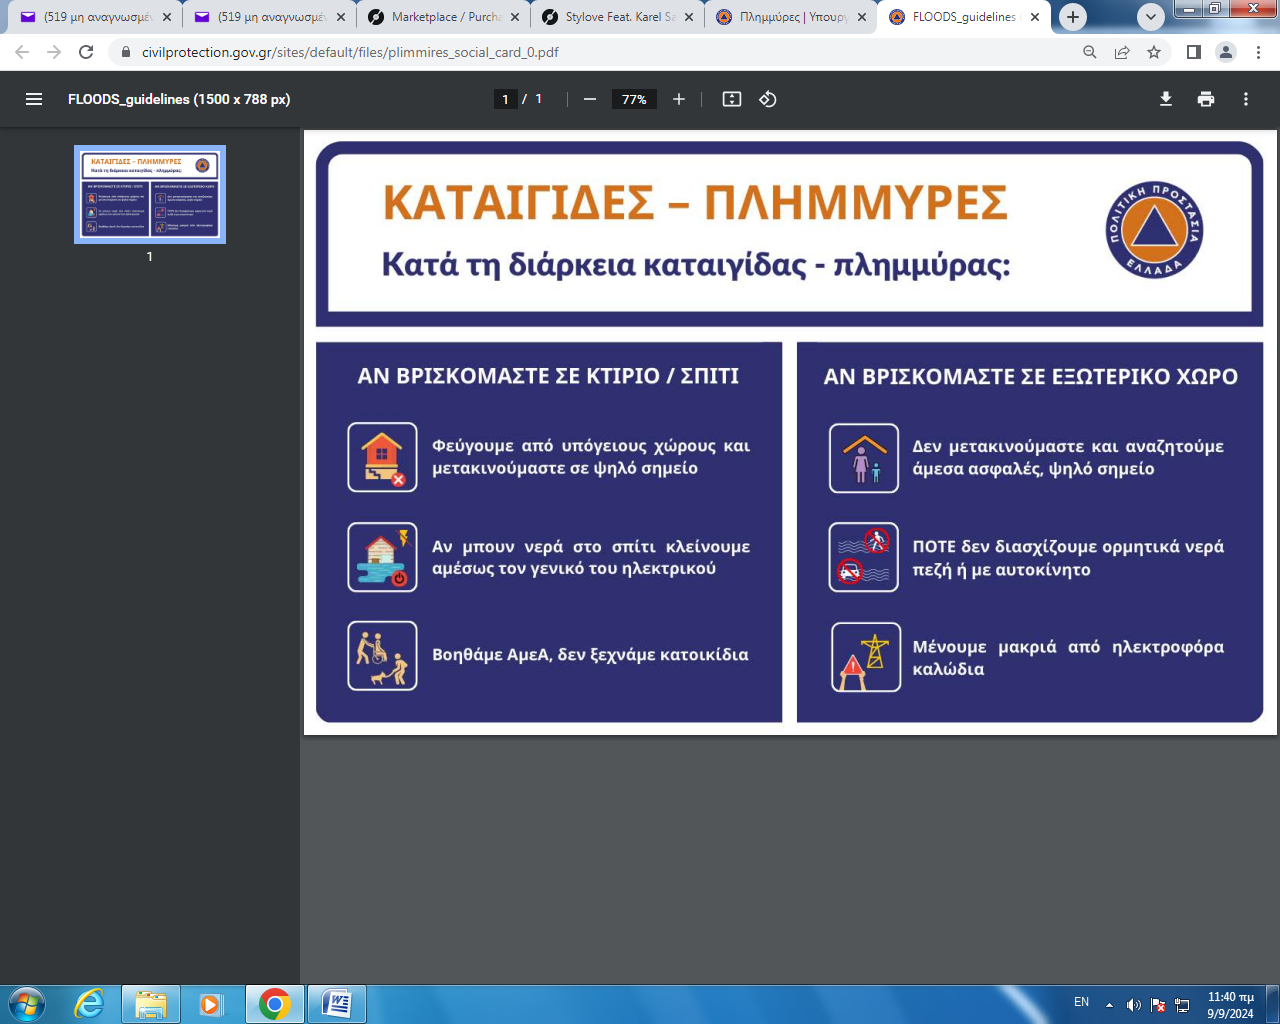 (519 μη αναγνωσμέν
(519 μη αναγνωσμέν
Marketplace / Purcha
Stylove Feat. Karel Sa
Πλημμύρες | Υπουργ
FLOODS_guidelines
civilprotection.gov.gr/sites/default/files/plimmires_social_card_0.pdf
FLOODS_guidelines (1500 x 788 px)
1 / 1
77%
1
ΚΑΤΑΙΓΙΔΕΣ – ΠΛΗΜΜΥΡΕΣ
Κατά τη διάρκεια καταιγίδας - πλημμύρας:
ΠΟΛΙΤΙΚΗ ΠΡΟΣΤΑΣΙΑ
ΕΛΛΑΔΑ
ΑΝ ΒΡΙΣΚΟΜΑΣΤΕ ΣΕ ΚΤΙΡΙΟ / ΣΠΙΤΙ
Φεύγουμε από υπόγειους χώρους και
μετακινούμαστε σε ψηλό σημείο
Αν μπουν νερά στο σπίτι κλείνουμε
αμέσως τον γενικό του ηλεκτρικού
Βοηθάμε ΑμεΑ, δεν ξεχνάμε κατοικίδια
ΑΝ ΒΡΙΣΚΟΜΑΣΤΕ ΣΕ ΕΞΩΤΕΡΙΚΟ ΧΩΡΟ
Δεν μετακινούμαστε και αναζητούμε
άμεσα ασφαλές, ψηλό σημείο
ΠΟΤΕ δεν διασχίζουμε ορμητικά νερά
πεζή ή με αυτοκίνητο
Μένουμε μακριά από ηλεκτροφόρα
καλώδια
EN
11:40 πμ
9/9/2024